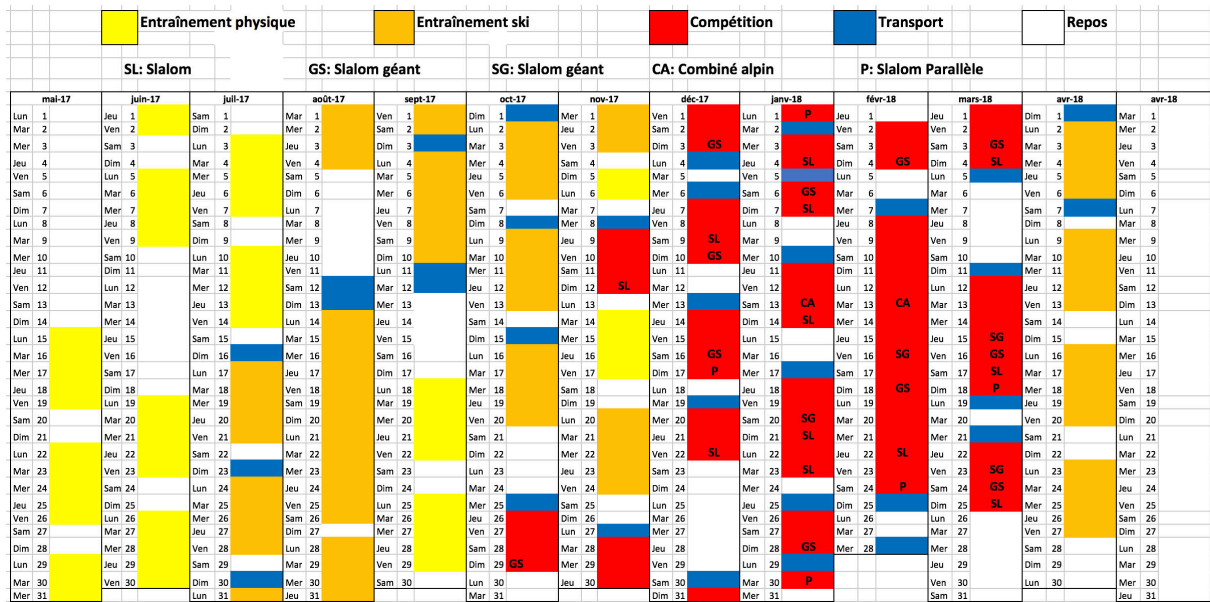 Entraînement physique Entraînement ski Compétition Transport Repos
SL: Slalom GS: Slalom géant SG: Slalom géant CA: Combiné alpin P: Slalom Parallèle
mai-17 juin-17 juil-17 août-17 sept-17 oct-17 nov-17 déc-17 janv-18 févr-18 mars-18 avr-18 avr-18
Lun 1 Jeu 1 Sam 1 Mar 1 Ven 1 Dim 1 Mer 1 Ven 1 Lun 1 P Jeu 1 Jeu 1 Dim 1 Mar 1
Mar 2 Ven 2 Dim 2 Mer 2 Sam 2 Lun 2 Jeu 2 Sam 2 Mar 2 Ven 2 Ven 2 Lun 2 Mer 2
Mer 3 Sam 3 Lun 3 Jeu 3 Dim 3 Mar 3 Ven 3 Dim 3 GS Mer 3 Sam 3 Sam 3 GS Mar 3 Jeu 3
Jeu 4 Dim 4 Mar 4 Ven 4 Lun 4 Mer 4 Sam 4 Lun 4 Jeu 4 SL Dim 4 GS Dim 4 SL Mer 4 Ven 4
Ven 5 Lun 5 Mer 5 Sam 5 Mar 5 Jeu 5 Dim 5 Mar 5 Ven 5 Lun 5 Lun 5 Jeu 5 Sam 5
Sam 6 Mar 6 Jeu 6 Dim 6 Mer 6 Ven 6 Lun 6 Mer 6 Sam 6 GS Mar 6 Mar 6 Ven 6 Dim 6
Dim 7 Mer 7 Ven 7 Lun 7 Jeu 7 Sam 7 Mar 7 Jeu 7 Dim 7 SL Mer 7 Mer 7 Sam 7 Lun 7
Lun 8 Jeu 8 Sam 8 Mar 8 Ven 8 Dim 8 Mer 8 Ven 8 Lun 8 Jeu 8 Jeu 8 Dim 8 Mar 8
Mar 9 Ven 9 Dim 9 Mer 9 Sam 9 Lun 9 Jeu 9 Sam 9 SL Mar 9 Ven 9 Ven 9 Lun 9 Mer 9
Mer 10 Sam 10 Lun 10 Jeu 10 Dim 10 Mar 10 Ven 10 Dim 10 GS Mer 10 Sam 10 Sam 10 Mar 10 Jeu 10
Jeu 11 Dim 11 Mar 11 Ven 11 Lun 11 Mer 11 Sam 11 Lun 11 Jeu 11 Dim 11 Dim 11 Mer 11 Ven 11
Ven 12 Lun 12 Mer 12 Sam 12 Mar 12 Jeu 12 Dim 12 SL Mar 12 Ven 12 Lun 12 Lun 12 Jeu 12 Sam 12
Sam 13 Mar 13 Jeu 13 Dim 13 Mer 13 Ven 13 Lun 13 Mer 13 Sam 13 CA Mar 13 CA Mar 13 Ven 13 Dim 13
Dim 14 Mer 14 Ven 14 Lun 14 Jeu 14 Sam 14 Mar 14 Jeu 14 Dim 14 SL Mer 14 Mer 14 Sam 14 Lun 14
Lun 15 Jeu 15 Sam 15 Mar 15 Ven 15 Dim 15 Mer 15 Ven 15 Lun 15 Jeu 15 Jeu 15 SG Dim 15 Mar 15
Mar 16 Ven 16 Dim 16 Mer 16 Sam 16 Lun 16 Jeu 16 Sam 16 GS Mar 16 Ven 16 SG Ven 16 GS Lun 16 Mer 16
Mer 17 Sam 17 Lun 17 Jeu 17 Dim 17 Mar 17 Ven 17 Dim 17 P Mer 17 Sam 17 Sam 17 SL Mar 17 Jeu 17
Jeu 18 Dim 18 Mar 18 Ven 18 Lun 18 Mer 18 Sam 18 Lun 18 Jeu 18 Dim 18 GS Dim 18 P Mer 18 Ven 18
Ven 19 Lun 19 Mer 19 Sam 19 Mar 19 Jeu 19 Dim 19 Mar 19 Ven 19 Lun 19 Lun 19 Jeu 19 Sam 19
Sam 20 Mar 20 Jeu 20 Dim 20 Mer 20 Ven 20 Lun 20 Mer 20 Sam 20 SG Mar 20 Mar 20 Ven 20 Dim 20
Dim 21 Mer 21 Ven 21 Lun 21 Jeu 21 Sam 21 Mar 21 Jeu 21 Dim 21 SL Mer 21 Mer 21 Sam 21 Lun 21
Lun 22 Jeu 22 Sam 22 Mar 22 Ven 22 Dim 22 Mer 22 Ven 22 SL Lun 22 Jeu 22 SL Jeu 22 Dim 22 Mar 22
Mar 23 Ven 23 Dim 23 Mer 23 Sam 23 Lun 23 Jeu 23 Sam 23 Mar 23 SL Ven 23 Ven 23 SG Lun 23 Mer 23
Mer 24 Sam 24 Lun 24 Jeu 24 Dim 24 Mar 24 Ven 24 Dim 24 Mer 24 Sam 24 P Sam 24 GS Mar 24 Jeu 24
Jeu 25 Dim 25 Mar 25 Ven 25 Lun 25 Mer 25 Sam 25 Lun 25 Jeu 25 Dim 25 Dim 25 SL Mer 25 Ven 25
Ven 26 Lun 26 Mer 26 Sam 26 Mar 26 Jeu 26 Dim 26 Mar 26 Ven 26 Lun 26 Lun 26 Jeu 26 Sam 26
Sam 27 Mar 27 Jeu 27 Dim 27 Mer 27 Ven 27 Lun 27 Mer 27 Sam 27 Mar 27 Mar 27 Ven 27 Dim 27
Dim 28 Mer 28 Ven 28 Lun 28 Jeu 28 Sam 28 Mar 28 Jeu 28 Dim 28 GS Mer 28 Mer 28 Sam 28 Lun 28
Lun 29 Jeu 29 Sam 29 Mar 29 Ven 29 Dim 29 GS Mer 29 Ven 29 Lun 29 Jeu 29 Dim 29 Mar 29
Mar 30 Ven 30 Dim 30 Mer 30 Sam 30 Lun 30 Jeu 30 Sam 30 Mar 30 P Ven 30 Lun 30 Mer 30
Mer 31 Lun 31 Jeu 31 Mar 31 Dim 31 Mer 31 Sam 31 Jeu 31